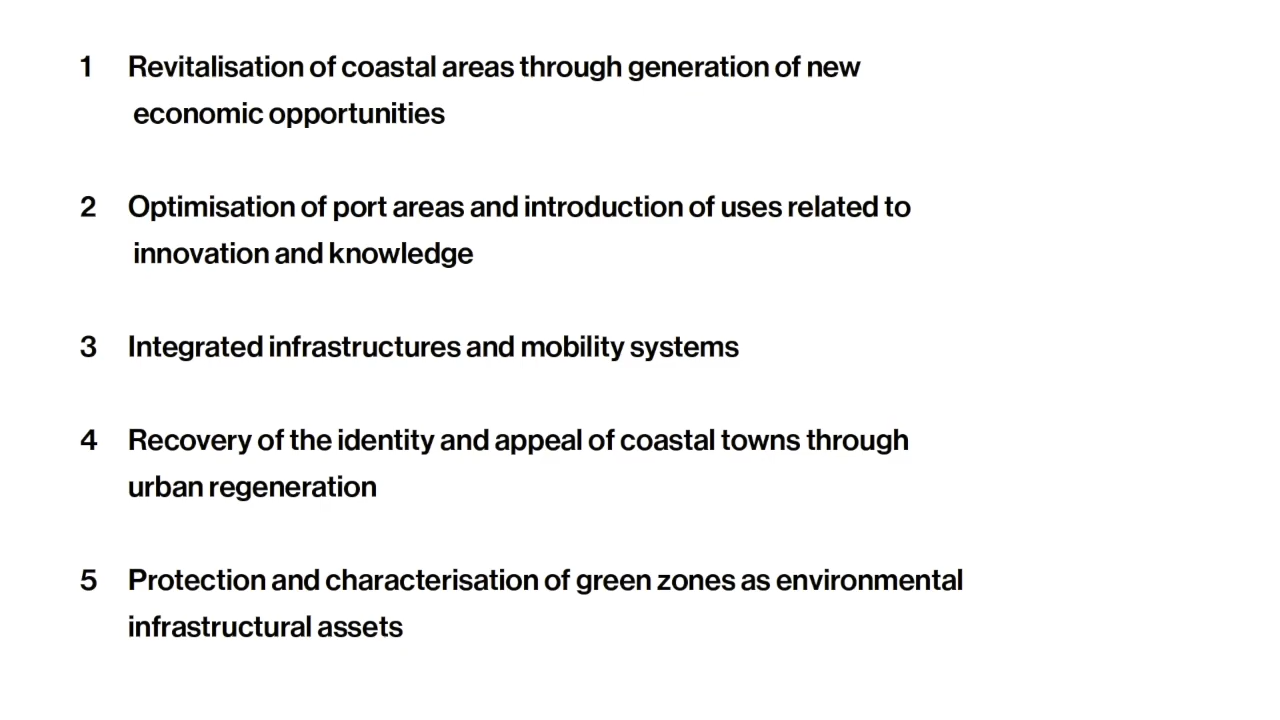 1 Revitalisation of coastal areas through generation of new
economic opportunities
2 Optimisation of port areas and introduction of uses related to
innovation and knowledge
3 Integrated infrastructures and mobility systems
4 Recovery of the identity and appeal of coastal towns through
urban regeneration
5 Protection and characterisation of green zones as environmental
infrastructural assets